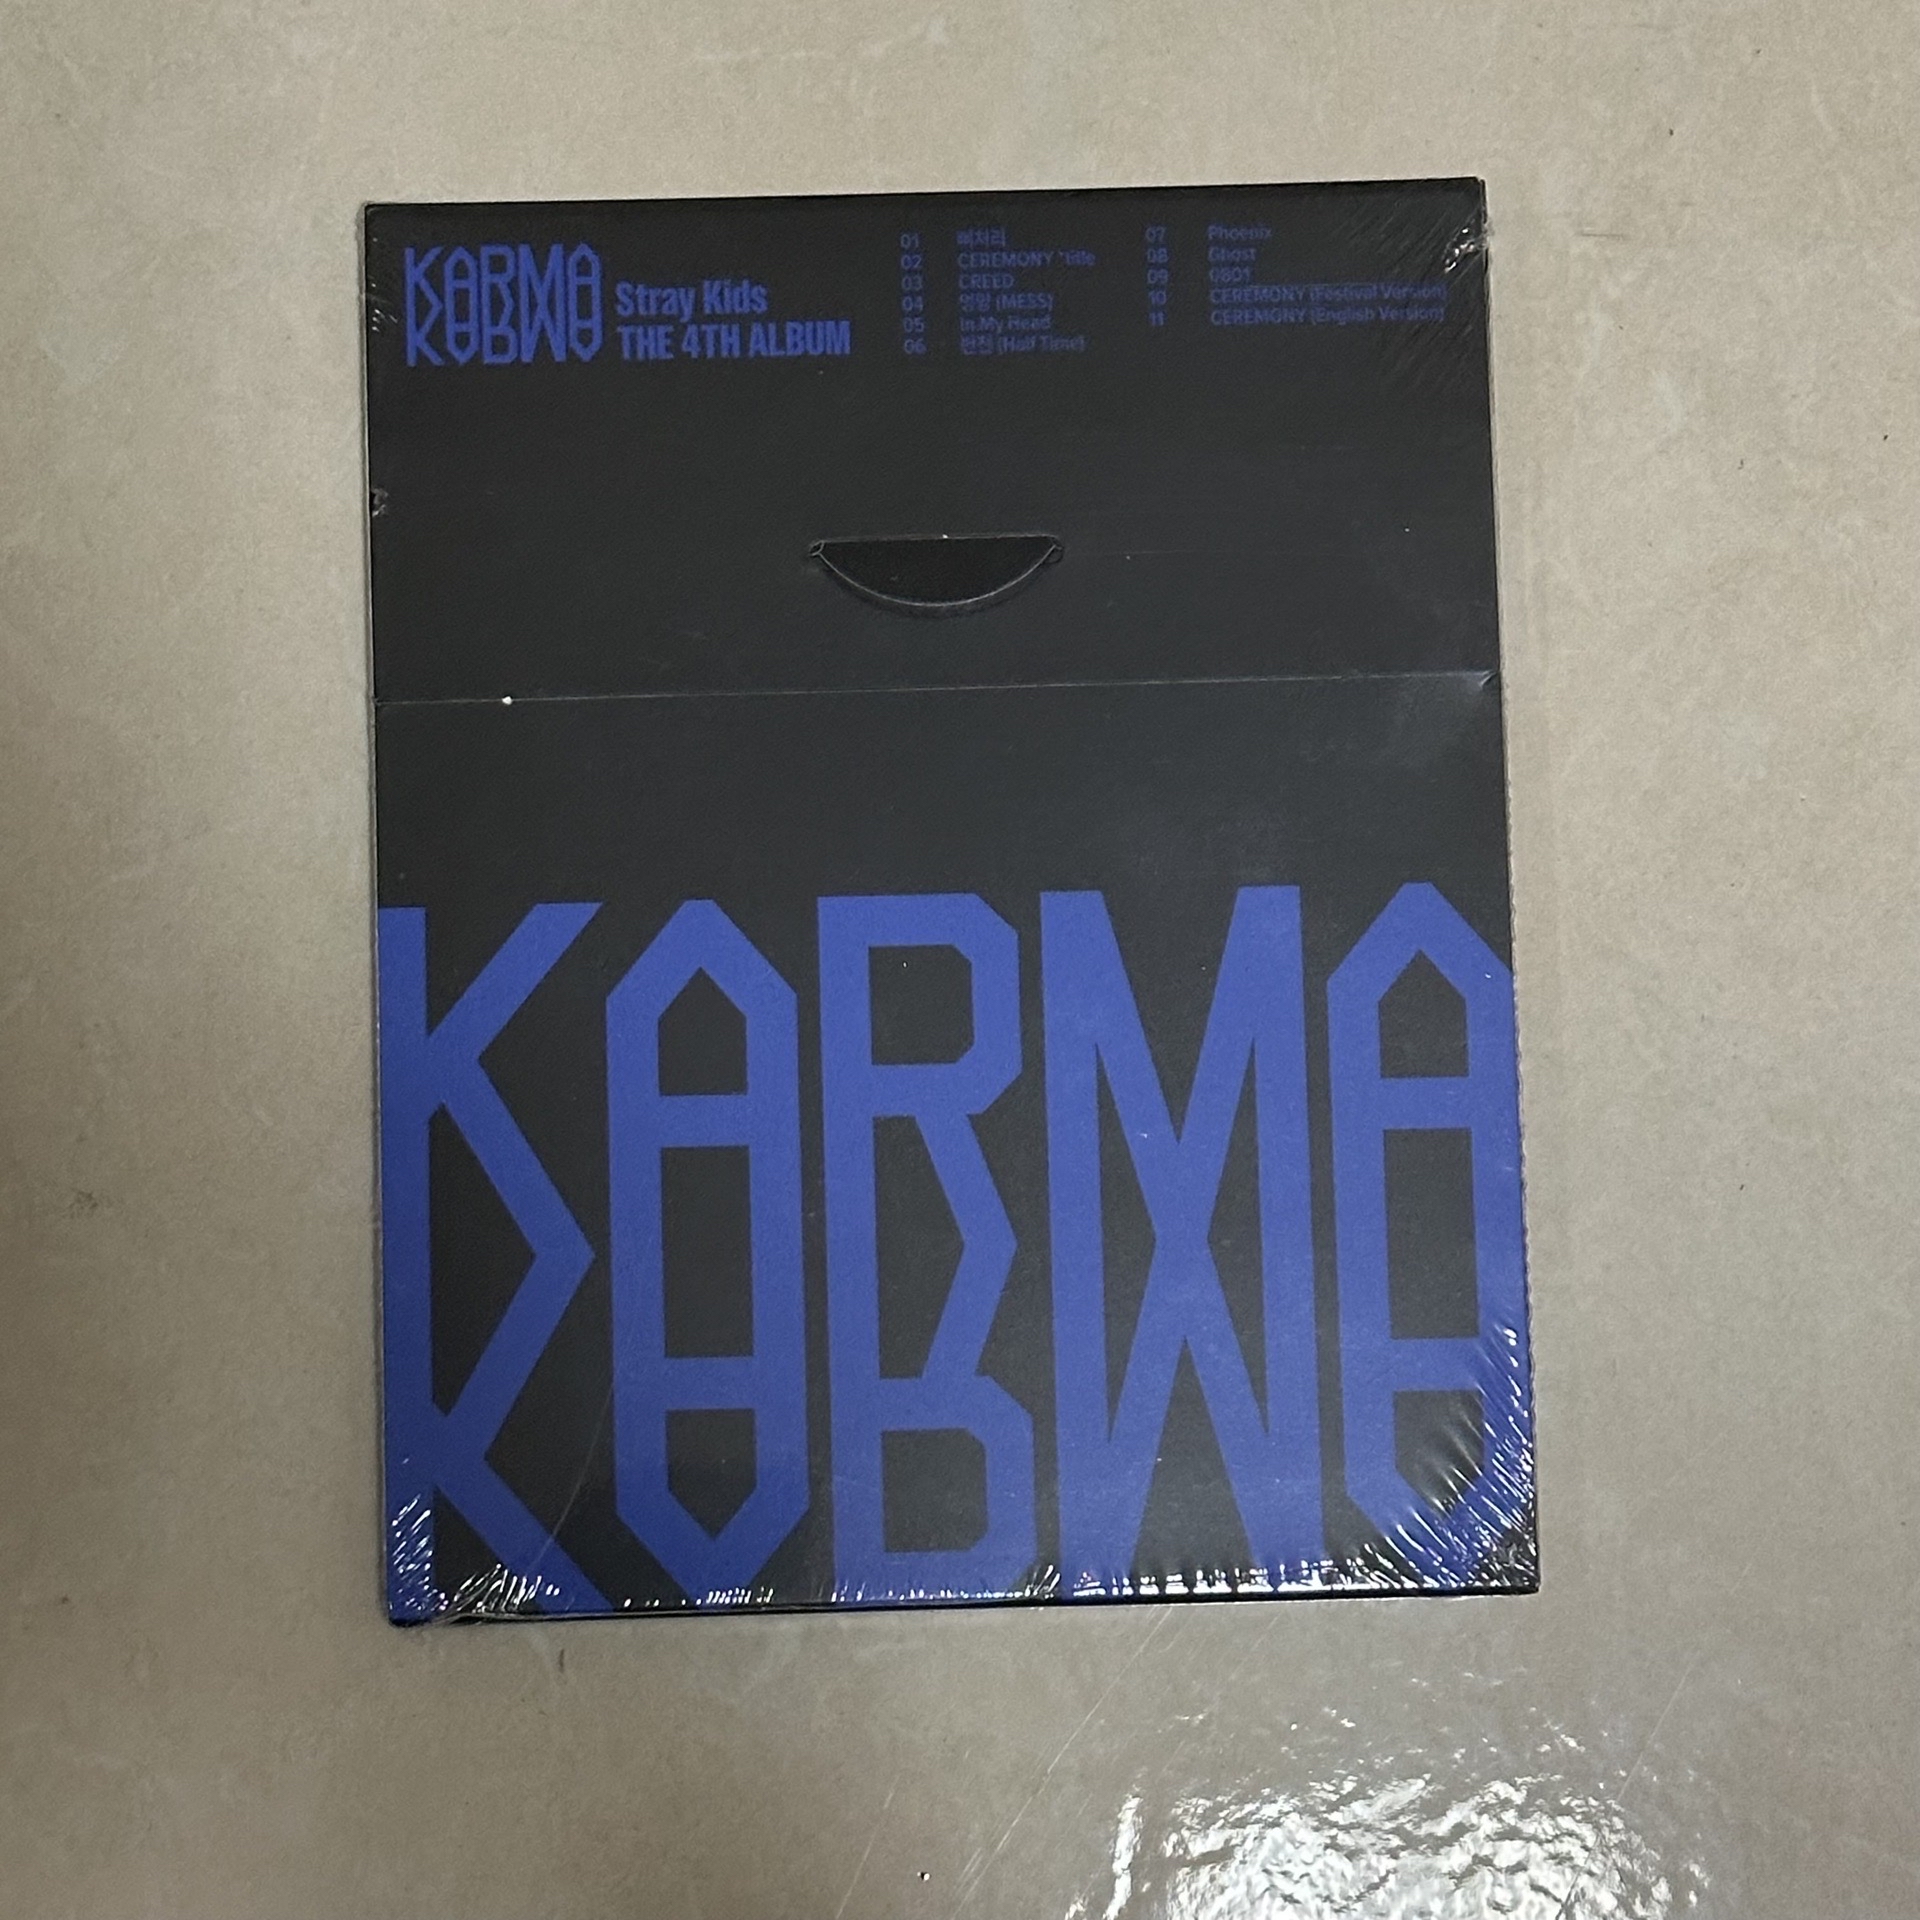 KARMA
Stray Kids
THE 4TH ALBUM
01 삐처리
02 CEREMONY *Title
03 CREED
04 엉망 (MESS)
05 In My Head
06 반전 (Half Time)
07 Phoenix
08 Ghost
09 0801
10 CEREMONY (Festival Version)
11 CEREMONY (English Version)
KARMA